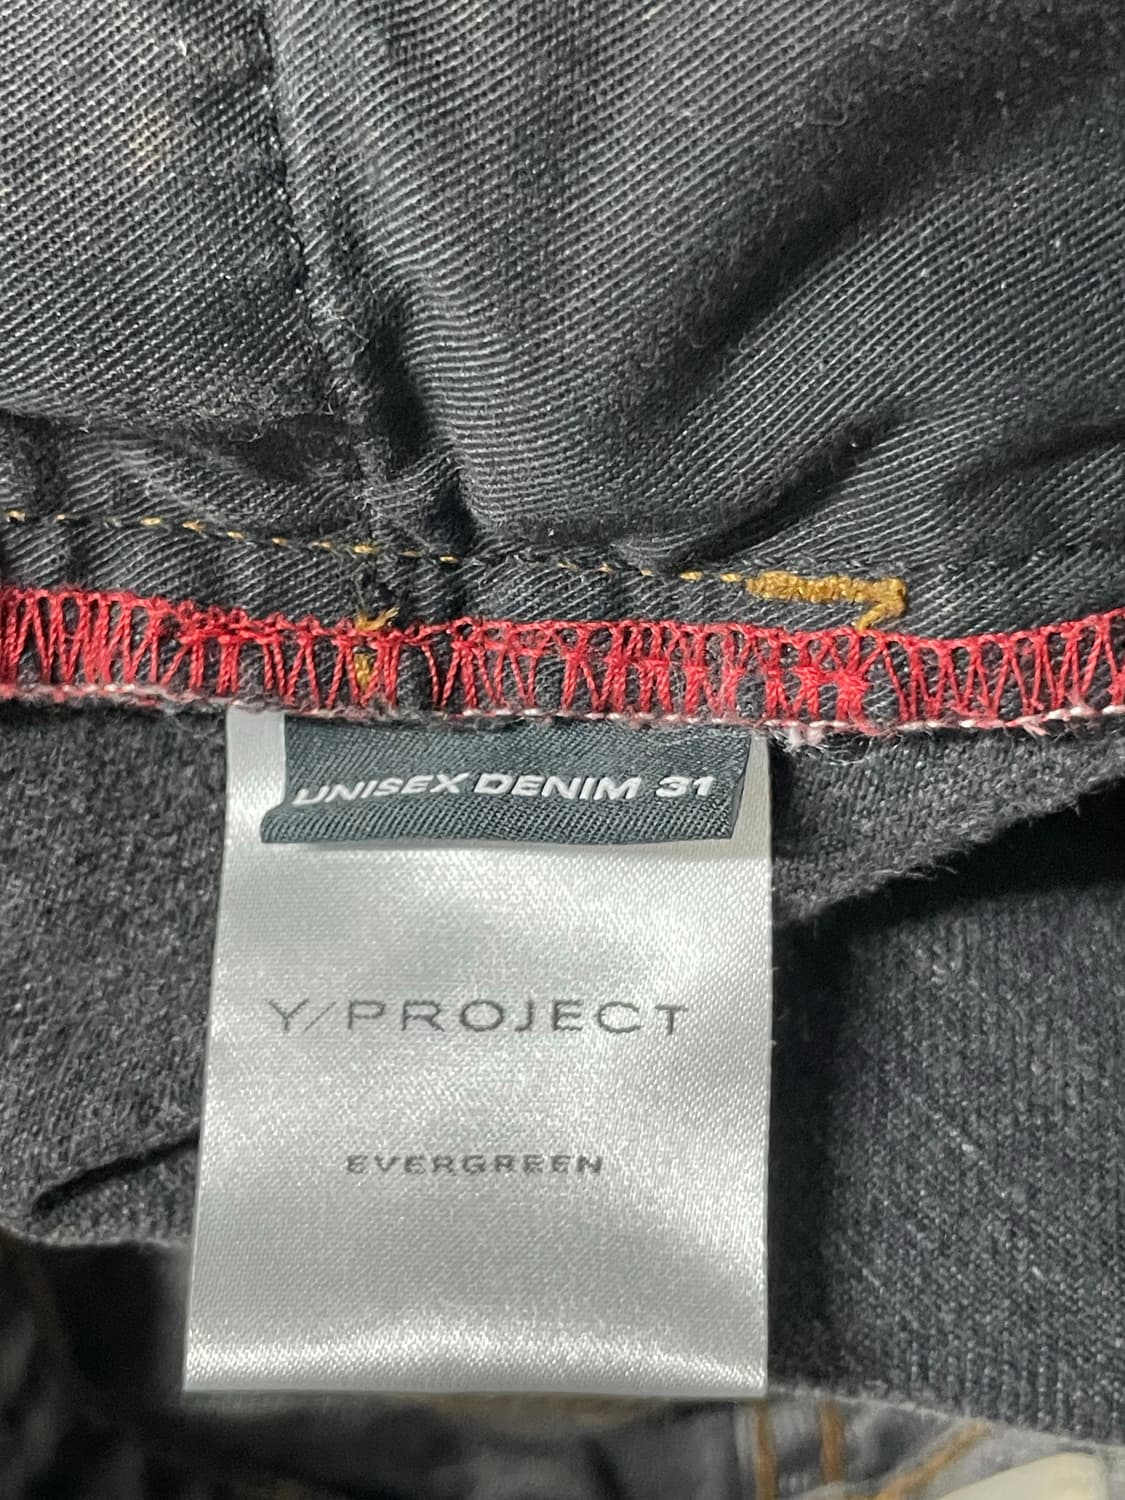 UNISEX DENIM 31
Y/PROJECT
EVERGREEN